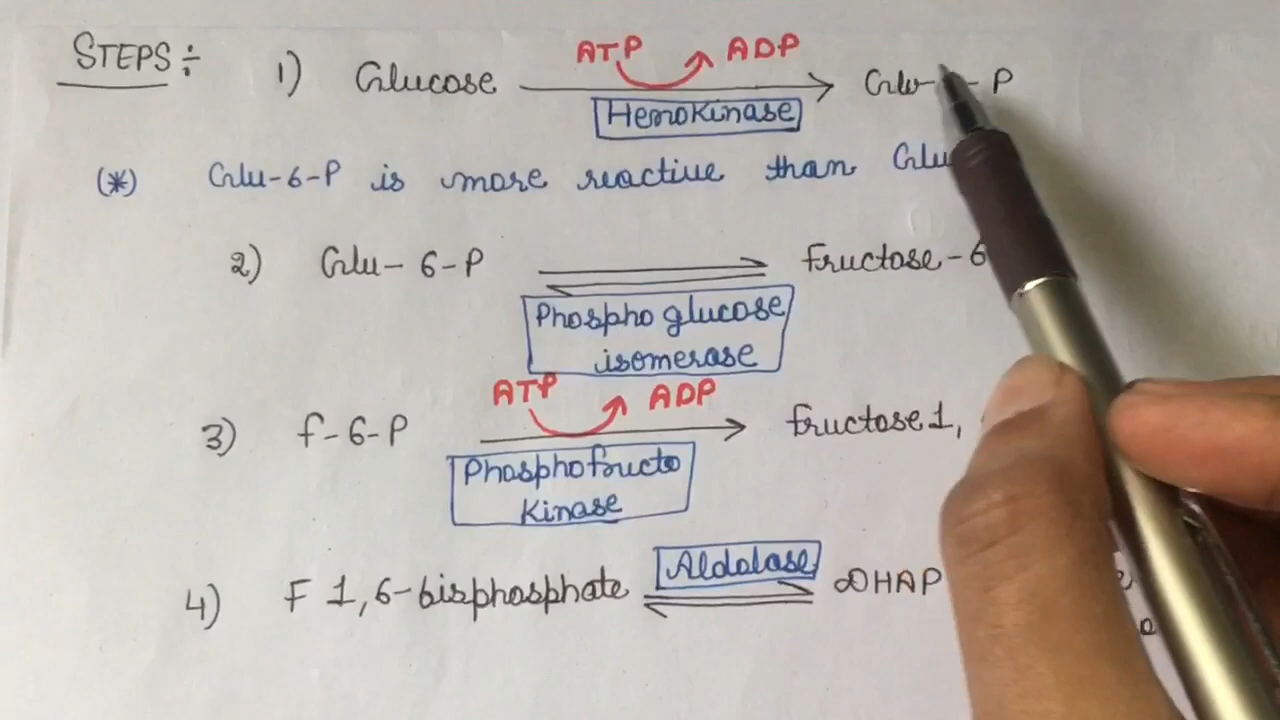 STEPS ÷
ATP ADP
1) Glucose Glu- - P
Hexokinase
(*) Glu-6-P is more reactive than Glu
2) Glu- 6-P fructose-6
Phospho glucose
isomerase
ATP ADP
3) f-6-P fructose 1,
Phosphofructo
Kinase
Aldolase
4) F 1,6-bisphosphate DHAP